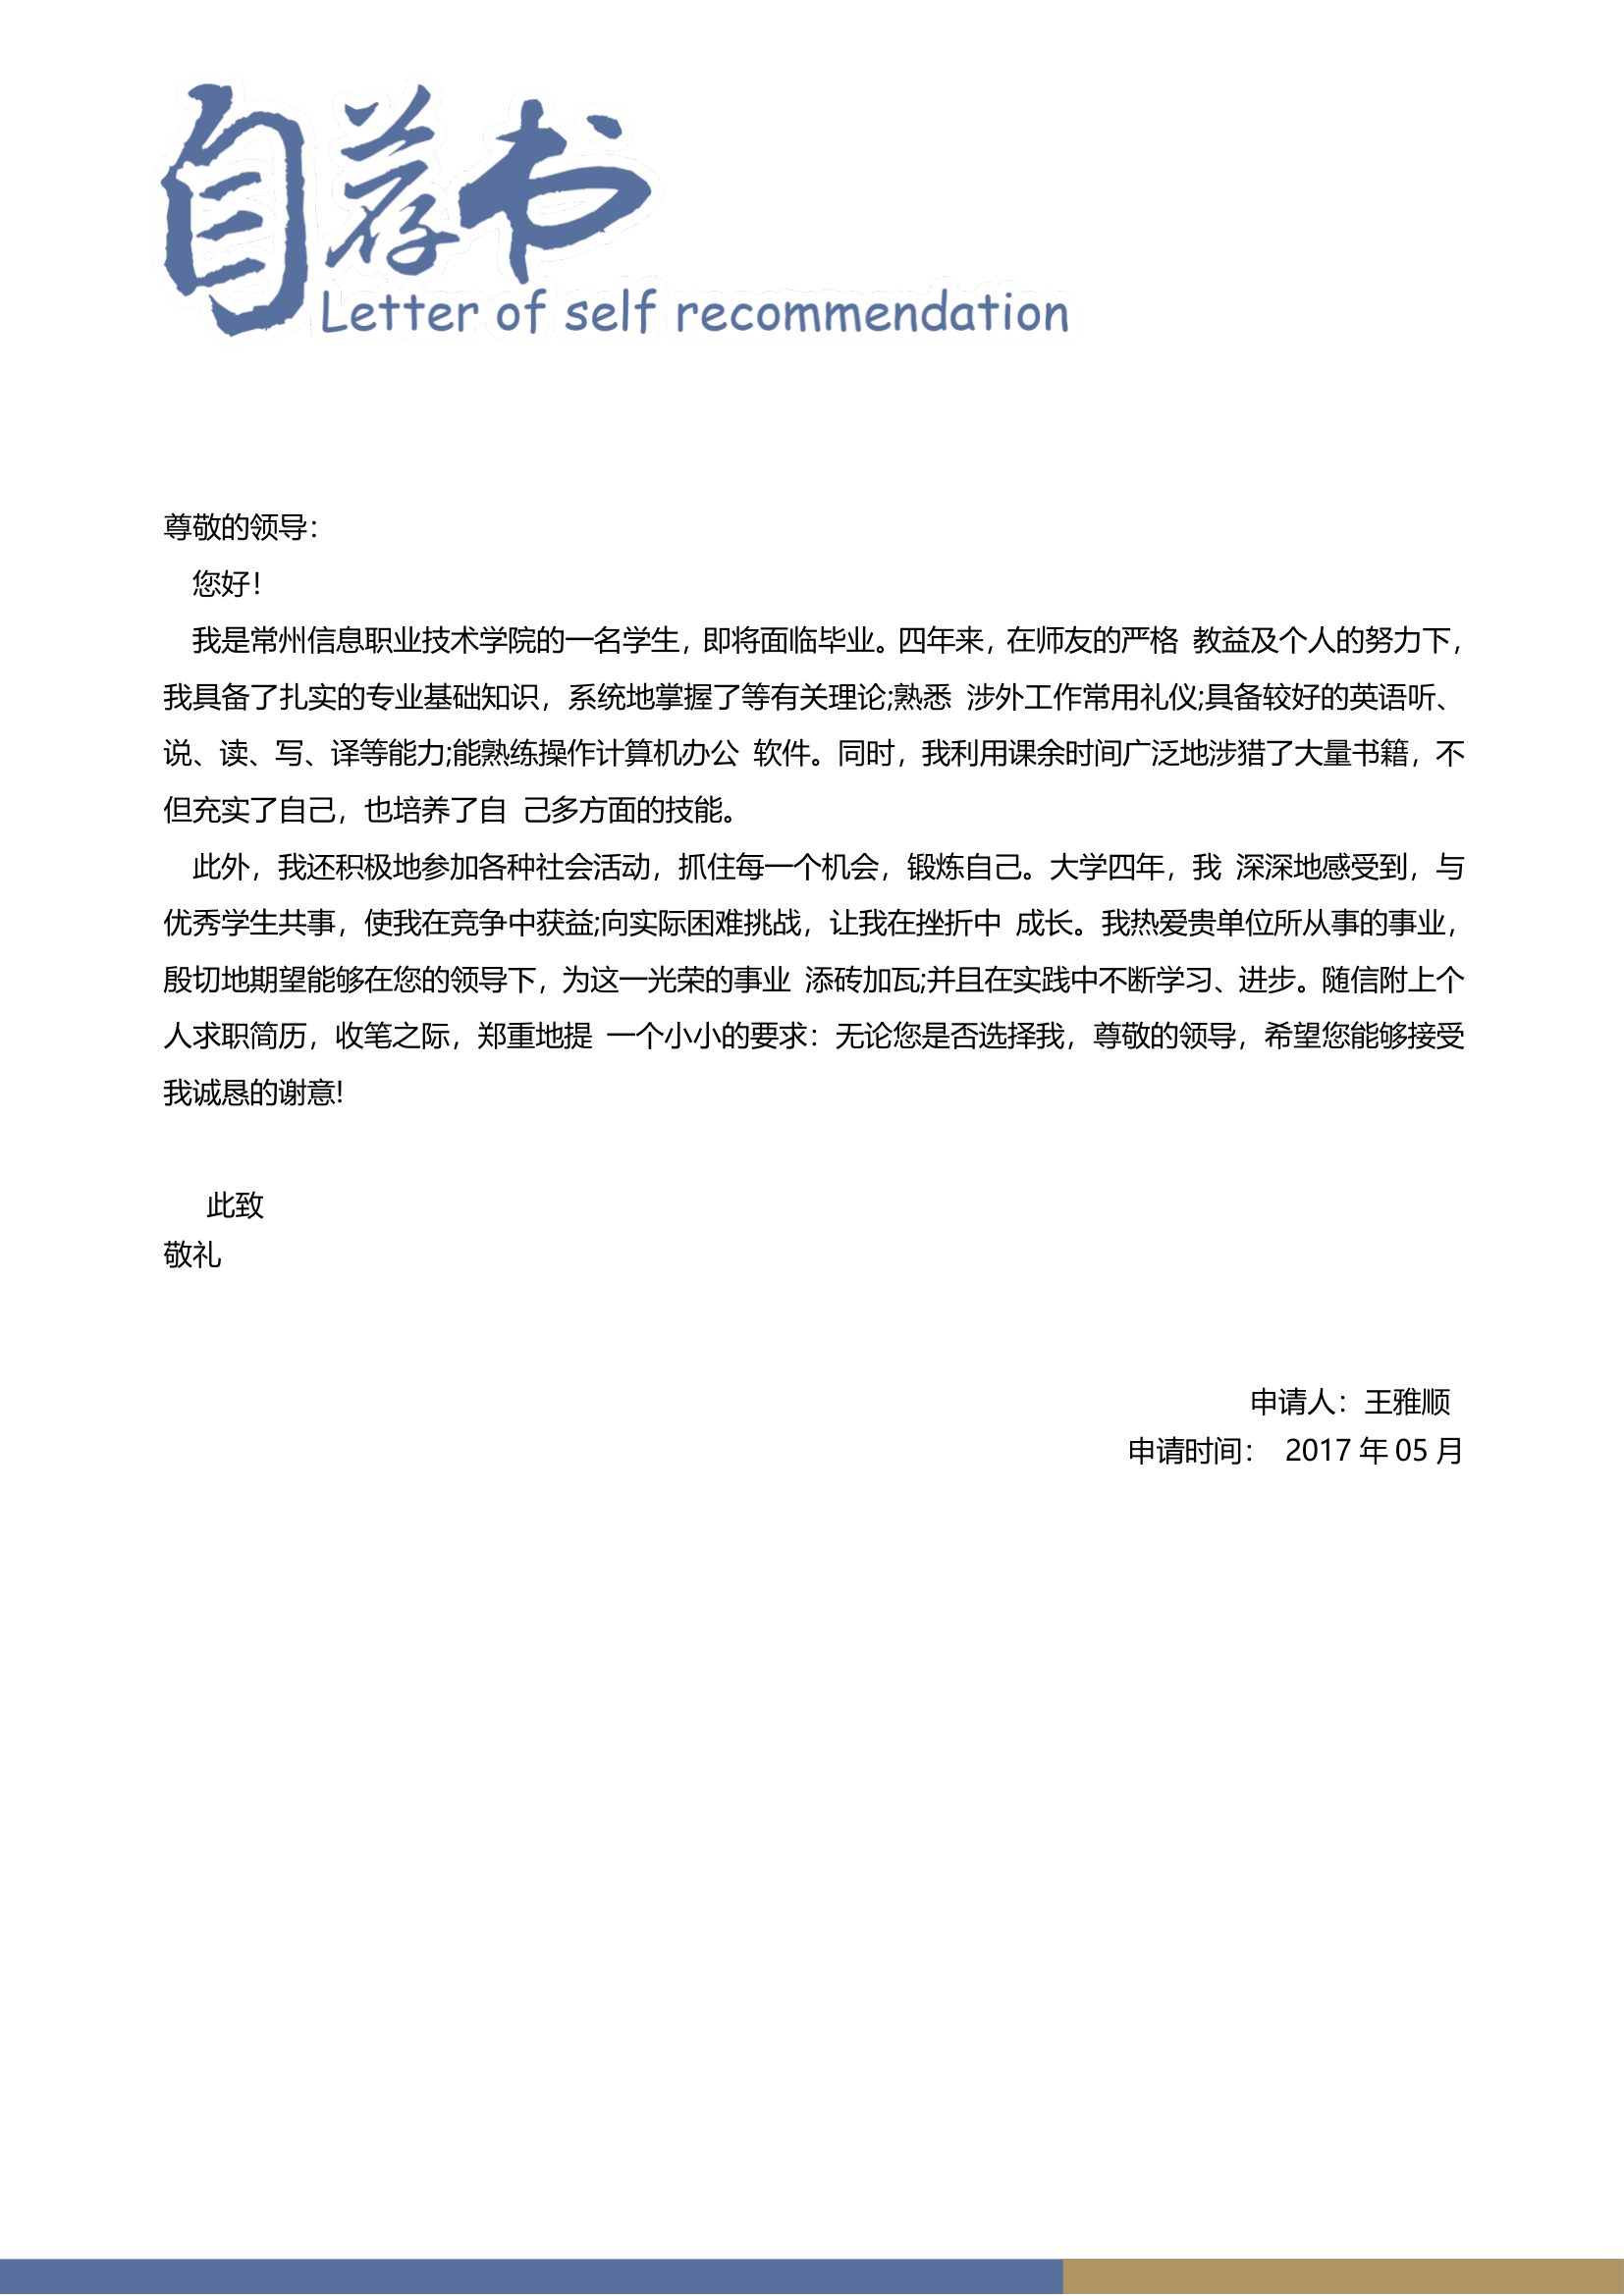 自荐书
Letter of self recommendation
尊敬的领导：
您好！
我是常州信息职业技术学院的一名学生，即将面临毕业。四年来，在师友的严格 教益及个人的努力下，
我具备了扎实的专业基础知识，系统地掌握了等有关理论;熟悉 涉外工作常用礼仪;具备较好的英语听、
说、读、写、译等能力;能熟练操作计算机办公 软件。同时，我利用课余时间广泛地涉猎了大量书籍，不
但充实了自己，也培养了自 己多方面的技能。
此外，我还积极地参加各种社会活动，抓住每一个机会，锻炼自己。大学四年，我 深深地感受到，与
优秀学生共事，使我在竞争中获益;向实际困难挑战，让我在挫折中 成长。我热爱贵单位所从事的事业，
殷切地期望能够在您的领导下，为这一光荣的事业 添砖加瓦;并且在实践中不断学习、进步。随信附上个
人求职简历，收笔之际，郑重地提 一个小小的要求：无论您是否选择我，尊敬的领导，希望您能够接受
我诚恳的谢意!
此致
敬礼
申请人：王雅顺
申请时间： 2017 年 05 月